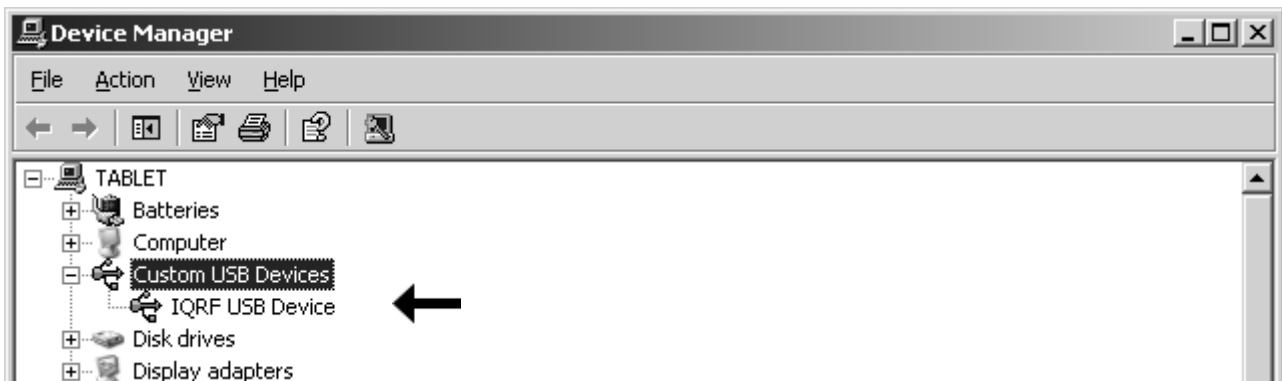 Device Manager
File Action View Help
TABLET
Batteries
Computer
Custom USB Devices
IQRF USB Device
Disk drives
Display adapters